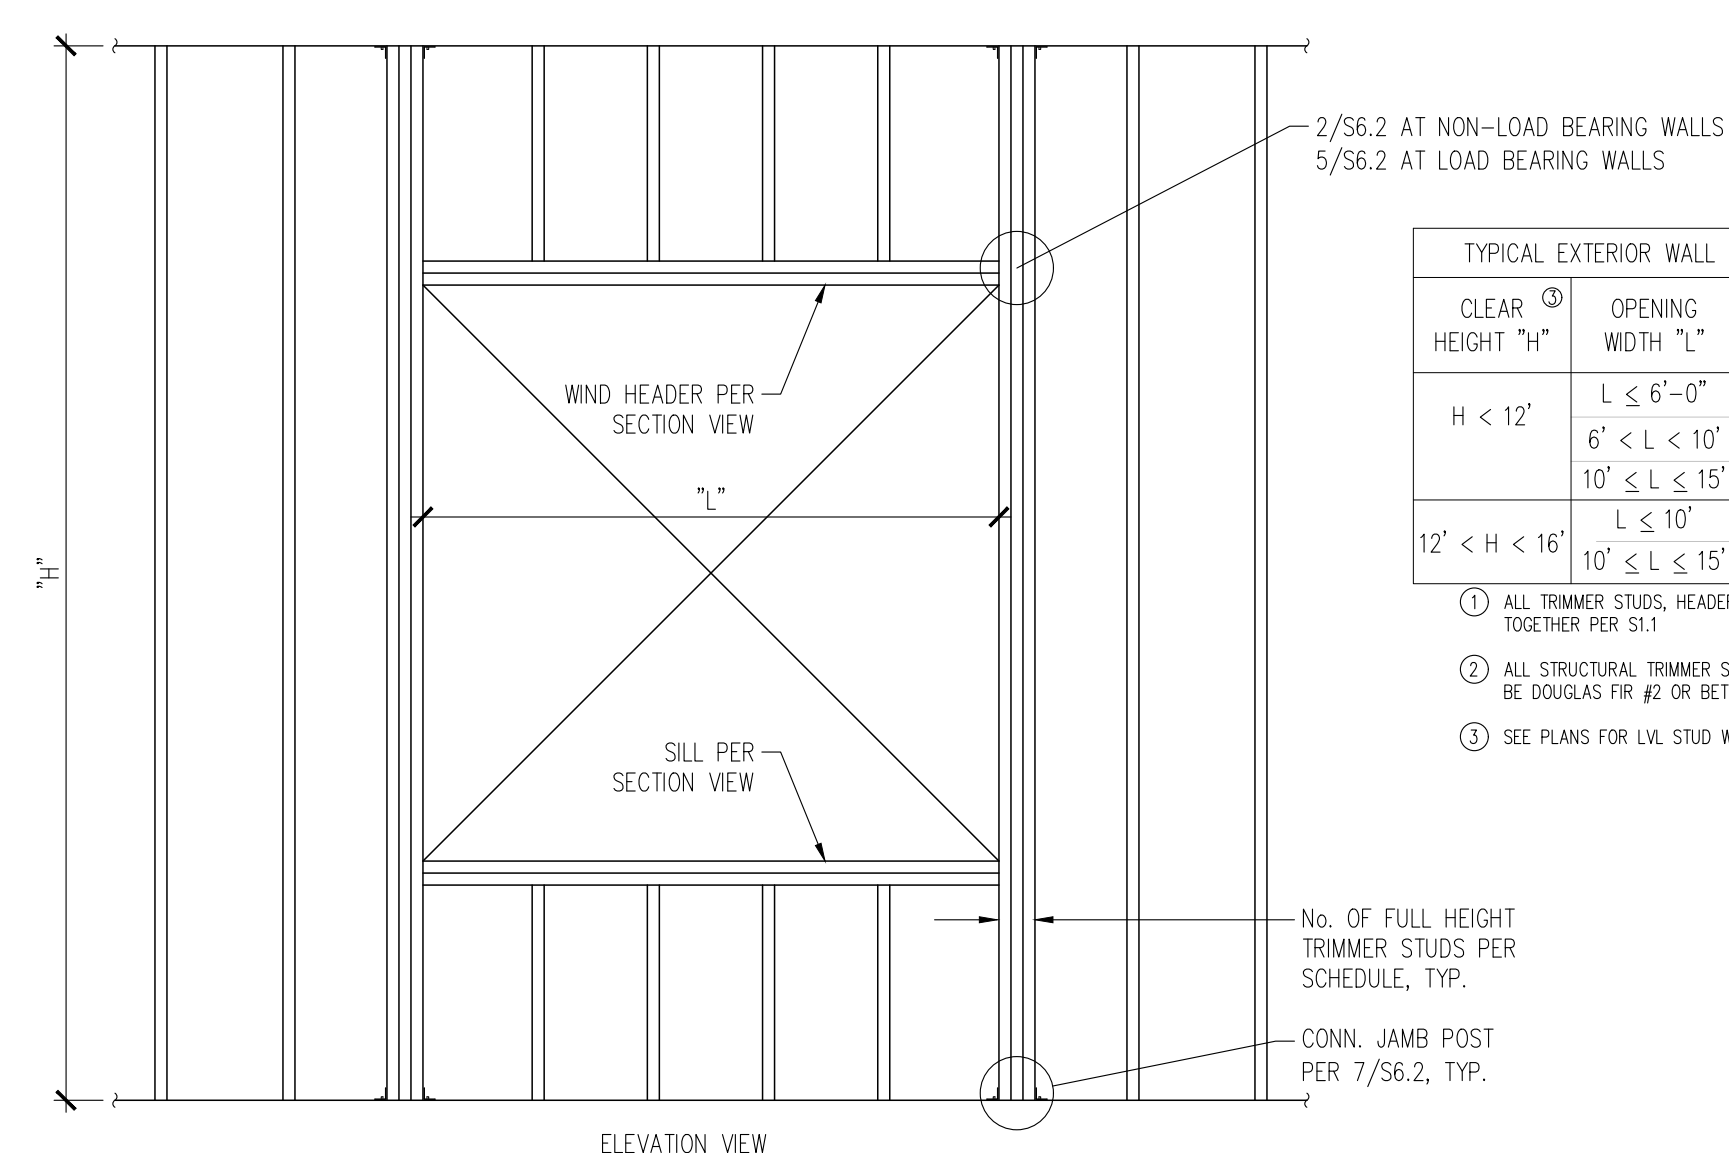 2/S6.2 AT NON-LOAD BEARING WALLS
5/S6.2 AT LOAD BEARING WALLS
TYPICAL EXTERIOR WALL
CLEAR ③
HEIGHT "H"
OPENING
WIDTH "L"
H < 12'
L ≤ 6'-0"
6' < L < 10'
10' ≤ L ≤ 15'
12' < H < 16'
L ≤ 10'
10' ≤ L ≤ 15'
① ALL TRIMMER STUDS, HEADER
TOGETHER PER S1.1
② ALL STRUCTURAL TRIMMER S
BE DOUGLAS FIR #2 OR BET
③ SEE PLANS FOR LVL STUD W
WIND HEADER PER
SECTION VIEW
"L"
"H"
SILL PER
SECTION VIEW
No. OF FULL HEIGHT
TRIMMER STUDS PER
SCHEDULE, TYP.
CONN. JAMB POST
PER 7/S6.2, TYP.
ELEVATION VIEW